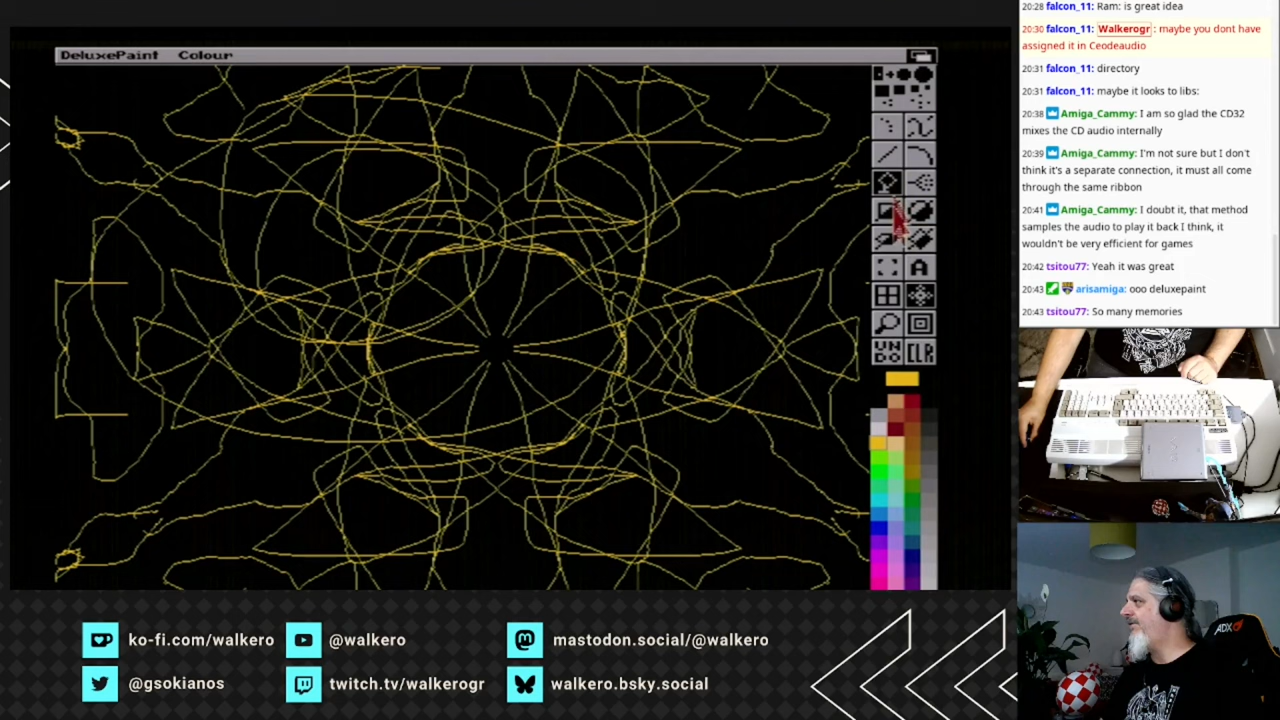 DeluxePaint Colour
A
UN
DO CLR
20:28 falcon_11: Ram: is great idea
20:30 falcon_11: Walkerogr : maybe you dont have
assigned it in Ceodeaudio
20:31 falcon_11: directory
20:31 falcon_11: maybe it looks to libs:
20:38 Amiga_Cammy: I am so glad the CD32
mixes the CD audio internally
20:39 Amiga_Cammy: I'm not sure but I don't
think it's a separate connection, it must all come
through the same ribbon
20:41 Amiga_Cammy: I doubt it, that method
samples the audio to play it back I think, it
wouldn't be very efficient for games
20:42 tsitou77: Yeah it was great
20:43 arisamiga: ooo deluxepaint
20:43 tsitou77: So many memories
ADX
ko-fi.com/walkero
@walkero
mastodon.social/@walkero
@gsokianos
twitch.tv/walkerogr
walkero.bsky.social